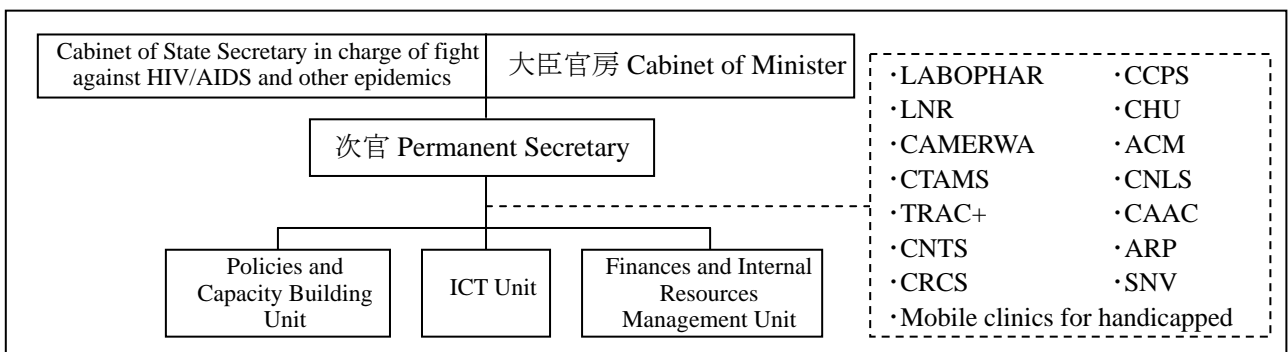 Cabinet of State Secretary in charge of fight
against HIV/AIDS and other epidemics
大臣官房 Cabinet of Minister
次官 Permanent Secretary
Policies and
Capacity Building
Unit
ICT Unit
Finances and Internal
Resources
Management Unit
・LABOPHAR ・CCPS
・LNR ・CHU
・CAMERWA ・ACM
・CTAMS ・CNLS
・TRAC+ ・CAAC
・CNTS ・ARP
・CRCS ・SNV
・Mobile clinics for handicapped